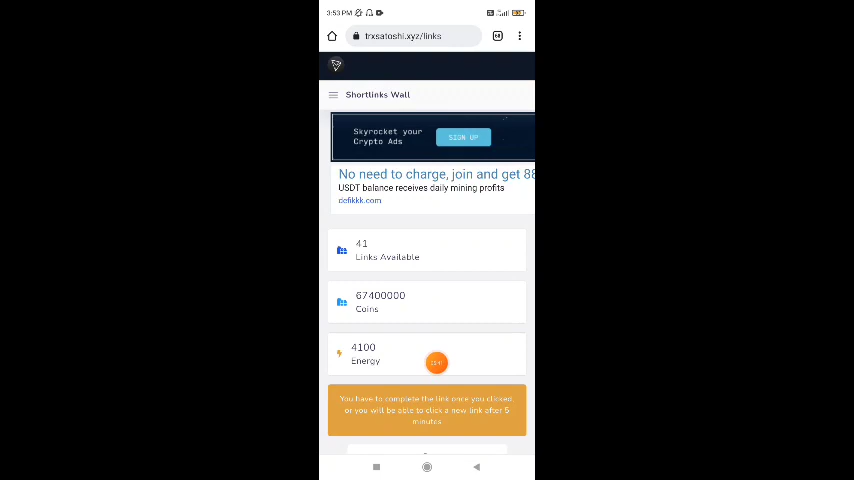 3:53 PM
trxsatoshi.xyz/links
Shortlinks Wall
Skyrocket your
Crypto Ads
SIGN UP
No need to charge, join and get 88
USDT balance receives daily mining profits
defikkk.com
41
Links Available
67400000
Coins
4100
Energy
You have to complete the link once you clicked
or you will be able to click a new link after 5
minutes